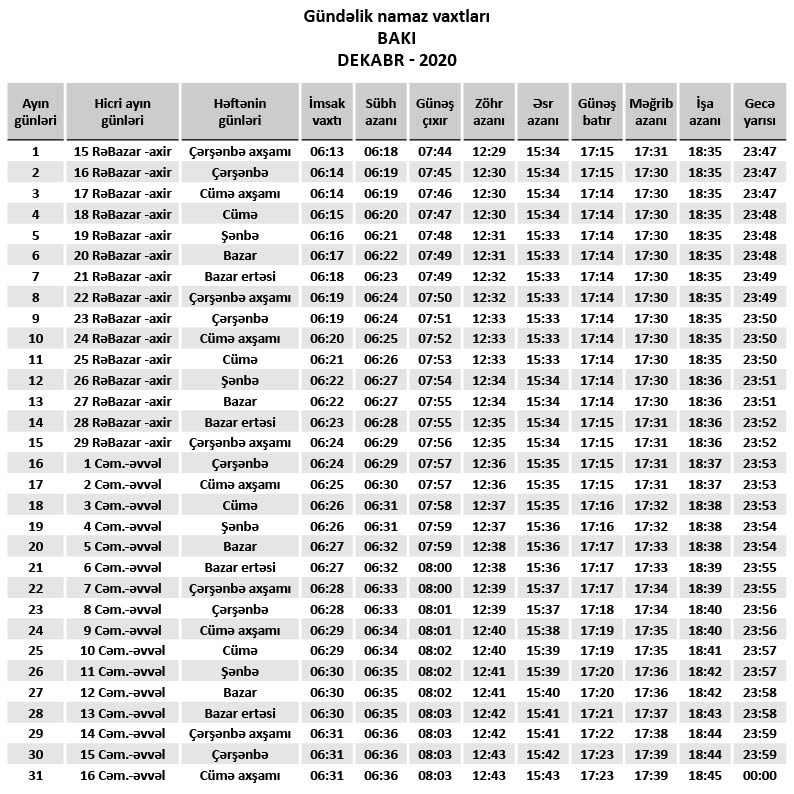 Gündəlik namaz vaxtları
BAKI
DEKABR - 2020
Ayın günləri Hicri ayın günləri Həftənin günləri İmsak vaxtı Sübh azanı Günəş çıxır Zöhr azanı Əsr azanı Günəş batır Məğrib azanı İşa azanı Gecə yarısı
1 15 RəBazar -axir Çərşənbə axşamı 06:13 06:18 07:44 12:29 15:34 17:15 17:31 18:35 23:47
2 16 RəBazar -axir Çərşənbə 06:14 06:19 07:45 12:30 15:34 17:15 17:30 18:35 23:47
3 17 RəBazar -axir Cümə axşamı 06:14 06:19 07:46 12:30 15:34 17:14 17:30 18:35 23:47
4 18 RəBazar -axir Cümə 06:15 06:20 07:47 12:30 15:34 17:14 17:30 18:35 23:48
5 19 RəBazar -axir Şənbə 06:16 06:21 07:48 12:31 15:33 17:14 17:30 18:35 23:48
6 20 RəBazar -axir Bazar 06:17 06:22 07:49 12:31 15:33 17:14 17:30 18:35 23:48
7 21 RəBazar -axir Bazar ertəsi 06:18 06:23 07:49 12:32 15:33 17:14 17:30 18:35 23:49
8 22 RəBazar -axir Çərşənbə axşamı 06:19 06:24 07:50 12:32 15:33 17:14 17:30 18:35 23:49
9 23 RəBazar -axir Çərşənbə 06:19 06:24 07:51 12:33 15:33 17:14 17:30 18:35 23:50
10 24 RəBazar -axir Cümə axşamı 06:20 06:25 07:52 12:33 15:33 17:14 17:30 18:35 23:50
11 25 RəBazar -axir Cümə 06:21 06:26 07:53 12:33 15:33 17:14 17:30 18:35 23:50
12 26 RəBazar -axir Şənbə 06:22 06:27 07:54 12:34 15:34 17:14 17:30 18:36 23:51
13 27 RəBazar -axir Bazar 06:22 06:27 07:55 12:34 15:34 17:14 17:30 18:36 23:51
14 28 RəBazar -axir Bazar ertəsi 06:23 06:28 07:55 12:35 15:34 17:15 17:31 18:36 23:52
15 29 RəBazar -axir Çərşənbə axşamı 06:24 06:29 07:56 12:35 15:34 17:15 17:31 18:36 23:52
16 1 Cəm.-əvvəl Çərşənbə 06:24 06:29 07:57 12:36 15:35 17:15 17:31 18:37 23:53
17 2 Cəm.-əvvəl Cümə axşamı 06:25 06:30 07:57 12:36 15:35 17:15 17:31 18:37 23:53
18 3 Cəm.-əvvəl Cümə 06:26 06:31 07:58 12:37 15:35 17:16 17:32 18:38 23:53
19 4 Cəm.-əvvəl Şənbə 06:26 06:31 07:59 12:37 15:36 17:16 17:32 18:38 23:54
20 5 Cəm.-əvvəl Bazar 06:27 06:32 07:59 12:38 15:36 17:17 17:33 18:38 23:54
21 6 Cəm.-əvvəl Bazar ertəsi 06:27 06:32 08:00 12:38 15:36 17:17 17:33 18:39 23:55
22 7 Cəm.-əvvəl Çərşənbə axşamı 06:28 06:33 08:00 12:39 15:37 17:17 17:34 18:39 23:55
23 8 Cəm.-əvvəl Çərşənbə 06:28 06:33 08:01 12:39 15:37 17:18 17:34 18:40 23:56
24 9 Cəm.-əvvəl Cümə axşamı 06:29 06:34 08:01 12:40 15:38 17:19 17:35 18:40 23:56
25 10 Cəm.-əvvəl Cümə 06:29 06:34 08:02 12:40 15:39 17:19 17:35 18:41 23:57
26 11 Cəm.-əvvəl Şənbə 06:30 06:35 08:02 12:41 15:39 17:20 17:36 18:42 23:57
27 12 Cəm.-əvvəl Bazar 06:30 06:35 08:02 12:41 15:40 17:20 17:36 18:42 23:58
28 13 Cəm.-əvvəl Bazar ertəsi 06:30 06:35 08:03 12:42 15:41 17:21 17:37 18:43 23:58
29 14 Cəm.-əvvəl Çərşənbə axşamı 06:31 06:36 08:03 12:42 15:41 17:22 17:38 18:44 23:59
30 15 Cəm.-əvvəl Çərşənbə 06:31 06:36 08:03 12:43 15:42 17:23 17:39 18:44 23:59
31 16 Cəm.-əvvəl Cümə axşamı 06:31 06:36 08:03 12:43 15:43 17:23 17:39 18:45 00:00